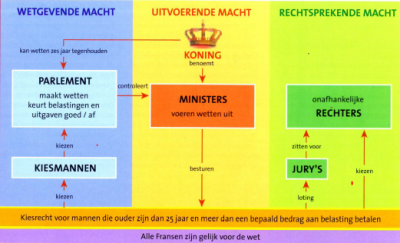 WETGEVENDE MACHT
UITVOERENDE MACHT
RECHTSPREKENDE MACHT
kan wetten zes jaar tegenhouden
KONING
benoemt
PARLEMENT
maakt wetten
keurt belastingen en
uitgaven goed / af
controleert
MINISTERS
voeren wetten uit
onafhankelijke
RECHTERS
kiezen
zitten voor
KIESMANNEN
besturen
JURY'S
kiezen
kiezen
loting
Kiesrecht voor mannen die ouder zijn dan 25 jaar en meer dan een bepaald bedrag aan belasting betalen
Alle Fransen zijn gelijk voor de wet